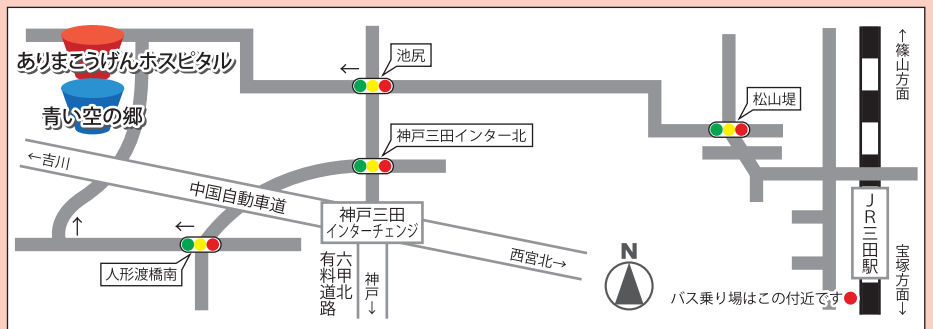 ありまこうげんホスピタル
青い空の郷
池尻
松山堤
神戸三田インター北
↑篠山方面
←
←吉川
中国自動車道
神戸三田
インターチェンジ
←
↑
人形渡橋南
六甲北
有料道路
神戸↓
西宮北→
N
JR三田駅
宝塚方面↓
バス乗り場はこの付近です